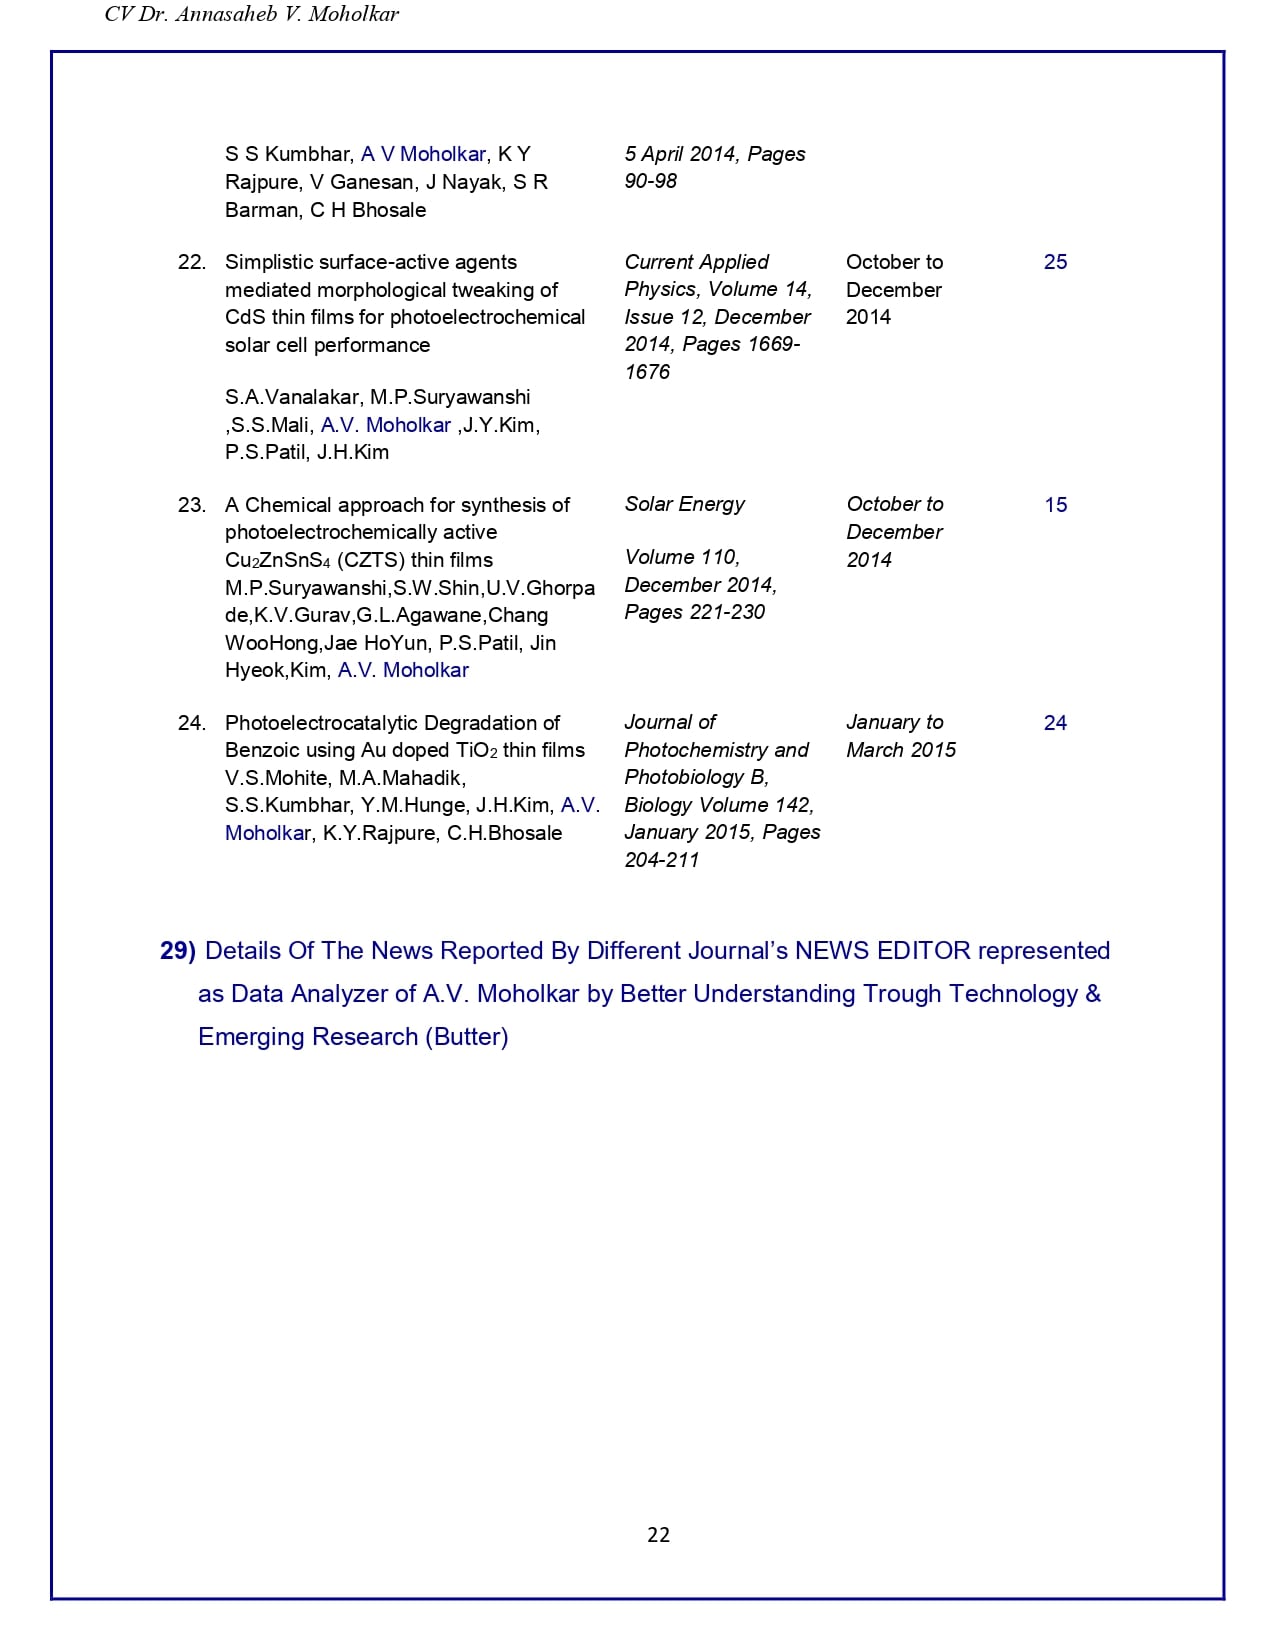 CV Dr. Annasaheb V. Moholkar
S S Kumbhar, A V Moholkar, K Y
Rajpure, V Ganesan, J Nayak, S R
Barman, C H Bhosale
5 April 2014, Pages
90-98
22.
Simplistic surface-active agents
mediated morphological tweaking of
CdS thin films for photoelectrochemical
solar cell performance
S.A.Vanalakar, M.P.Suryawanshi
,S.S.Mali, A.V. Moholkar ,J.Y.Kim,
P.S.Patil, J.H.Kim
Current Applied
Physics, Volume 14,
Issue 12, December
2014, Pages 1669-
1676
October to
December
2014
25
23.
A Chemical approach for synthesis of
photoelectrochemically active
Cu₂ZnSnS₄ (CZTS) thin films
M.P.Suryawanshi,S.W.Shin,U.V.Ghorpa
de,K.V.Gurav,G.L.Agawane,Chang
WooHong,Jae HoYun, P.S.Patil, Jin
Hyeok,Kim, A.V. Moholkar
Solar Energy
Volume 110,
December 2014,
Pages 221-230
October to
December
2014
15
24.
Photoelectrocatalytic Degradation of
Benzoic using Au doped TiO₂ thin films
V.S.Mohite, M.A.Mahadik,
S.S.Kumbhar, Y.M.Hunge, J.H.Kim, A.V.
Moholkar, K.Y.Rajpure, C.H.Bhosale
Journal of
Photochemistry and
Photobiology B,
Biology Volume 142,
January 2015, Pages
204-211
January to
March 2015
24
29) Details Of The News Reported By Different Journal’s NEWS EDITOR represented
as Data Analyzer of A.V. Moholkar by Better Understanding Trough Technology &
Emerging Research (Butter)
22